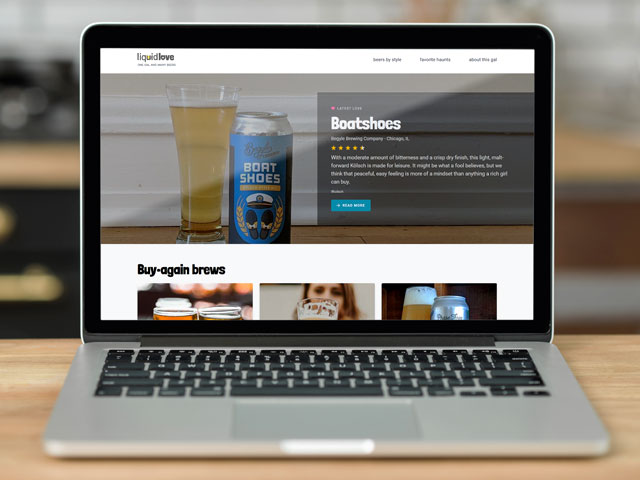 liquidlove
beers by style
favorite haunts
about this gal
LATEST LOVE
Boatshoes
Begyle Brewing Company · Chicago, IL
With a moderate amount of bitterness and a crisp dry finish, this light, malt-
forward Kölsch is made for leisure. It might be what a fool believes, but we
think that peaceful, easy feeling is more of a mindset than anything a rich girl
can buy.
READ MORE
BOAT
SHOES
Buy-again brews